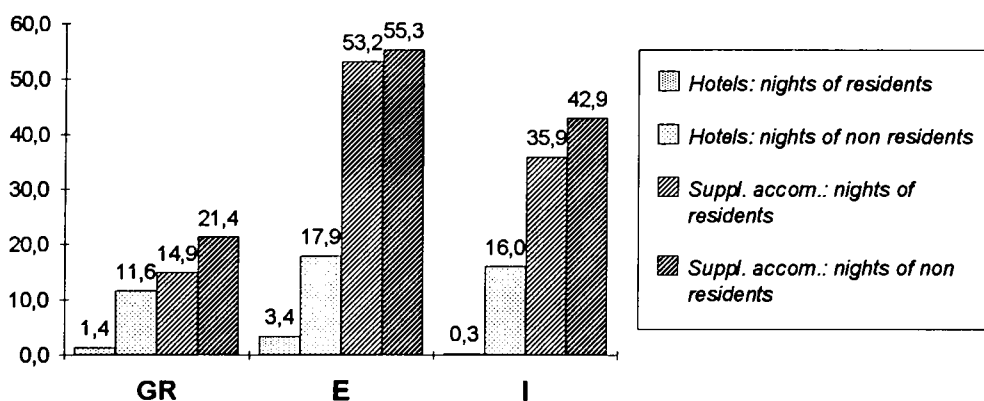 60,0
50,0
40,0
30,0
20,0
10,0
0,0
1,4
11,6
14,9
21,4
3,4
17,9
53,2
55,3
0,3
16,0
35,9
42,9
GR
E
I
Hotels: nights of residents
Hotels: nights of non residents
Suppl. accom.: nights of
residents
Suppl. accom.: nights of non
residents